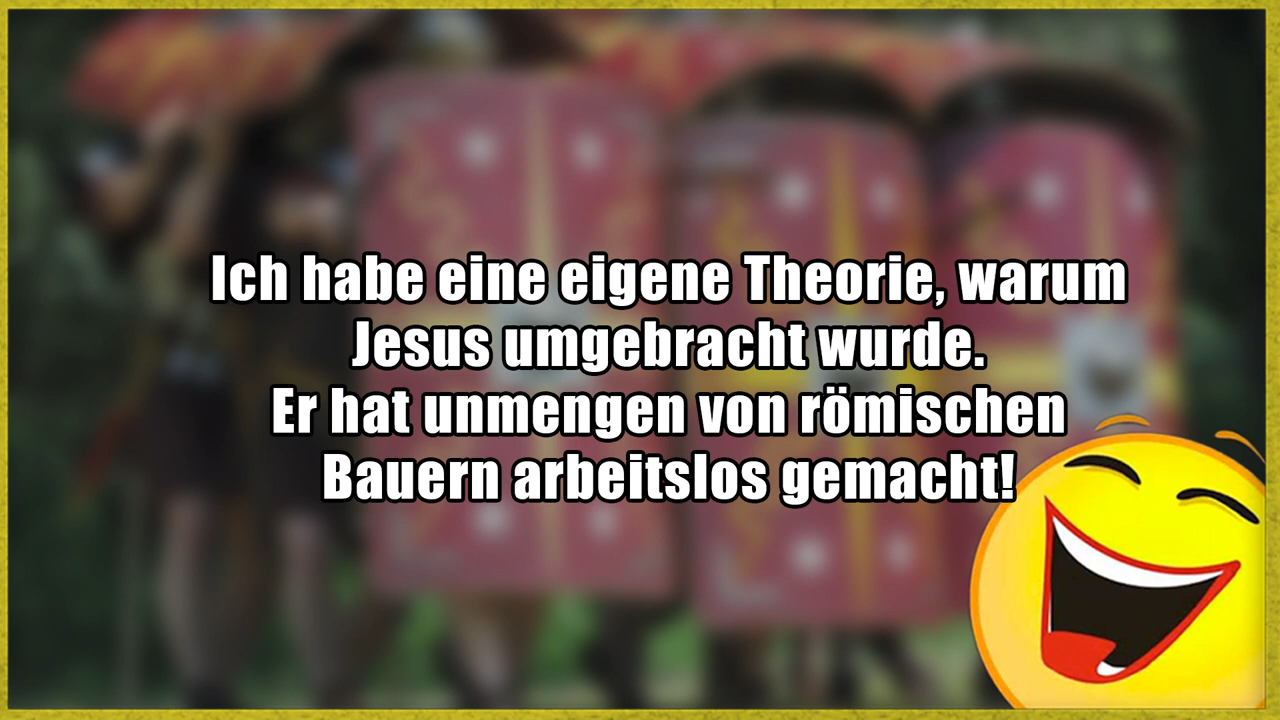 Ich habe eine eigene Theorie, warum
Jesus umgebracht wurde.
Er hat unmengen von römischen
Bauern arbeitslos gemacht!